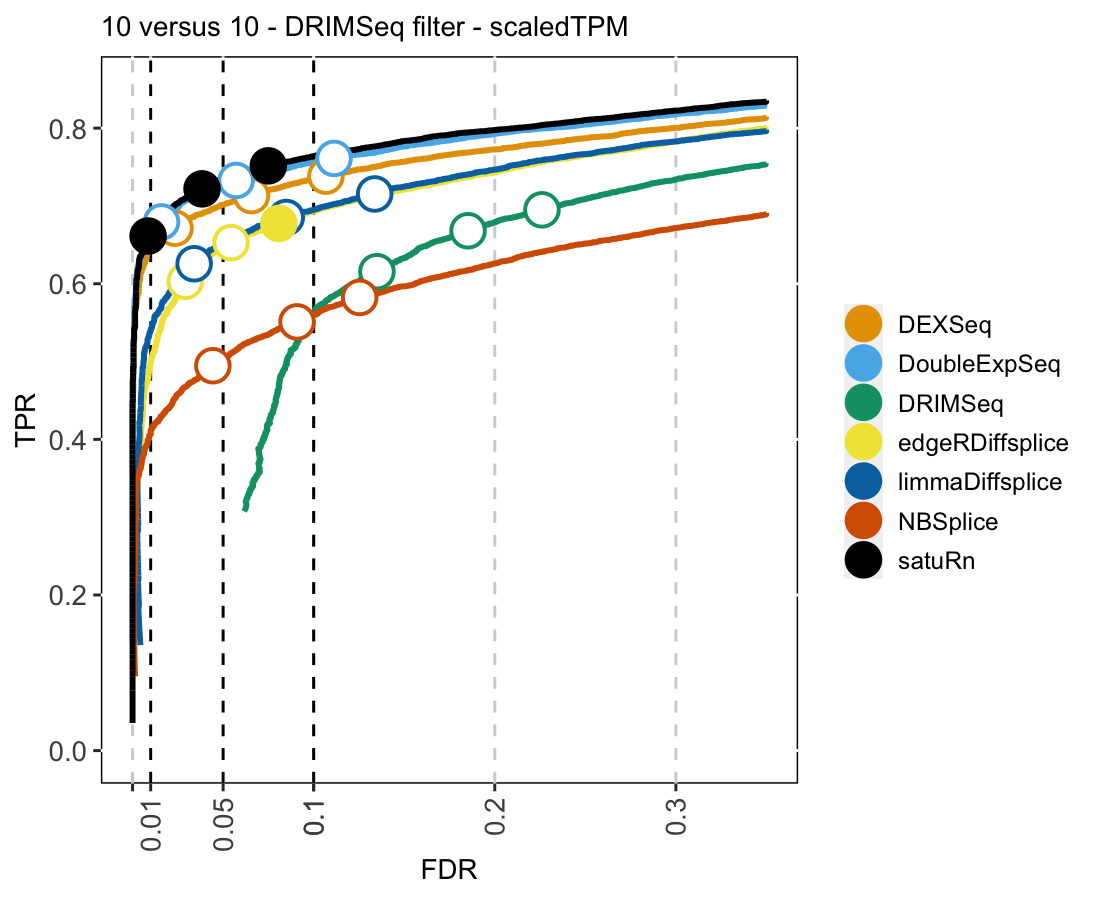 10 versus 10 - DRIMSeq filter - scaledTPM
TPR
0.8
0.6
0.4
0.2
0.0
0.01
0.05
0.1
0.2
0.3
FDR
DEXSeq
DoubleExpSeq
DRIMSeq
edgeRDiffsplice
limmaDiffsplice
NBSplice
satuRn